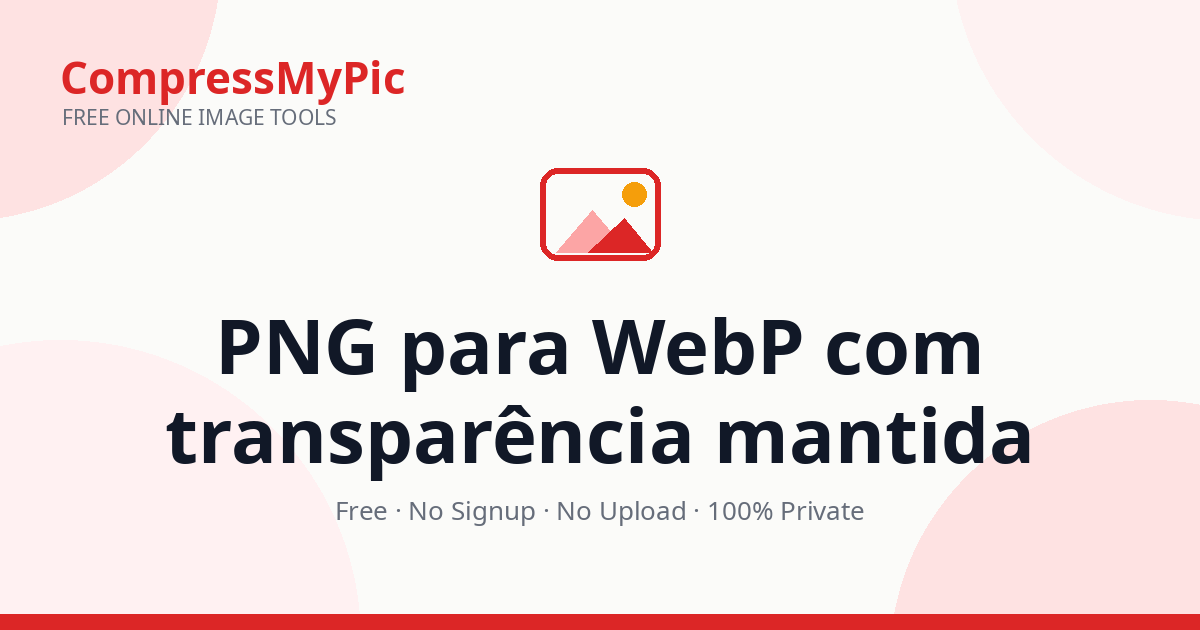 CompressMyPic
FREE ONLINE IMAGE TOOLS
PNG para WebP com
transparência mantida
Free · No Signup · No Upload · 100% Private